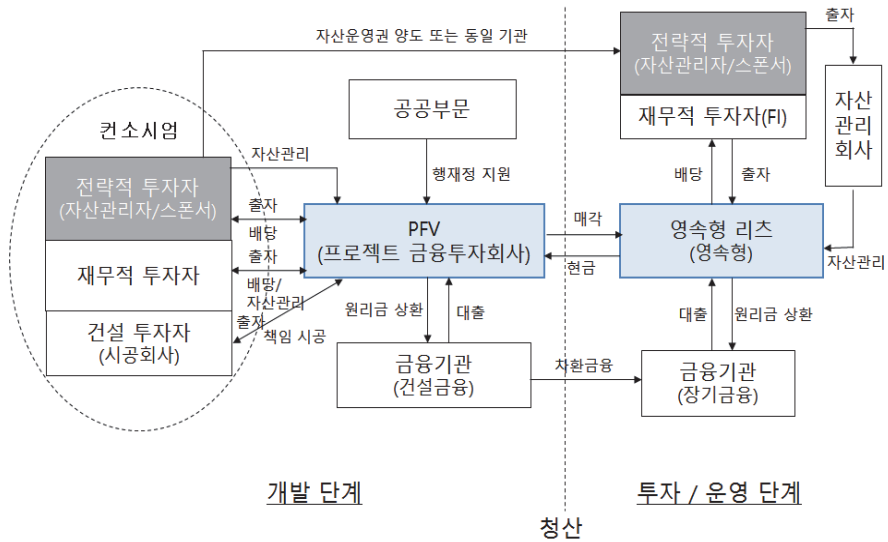 출자
전략적 투자자
(자산관리자/스폰서)
자산운영권 양도 또는 동일 기관
재무적 투자자(FI)
자산
관리
회사
공공부문
컨소시엄
자산관리
행재정 지원
배당
출자
전략적 투자자
(자산관리자/스폰서)
출자
배당
PFV
(프로젝트 금융투자회사)
매각
현금
영속형 리츠
(영속형)
자산관리
재무적 투자자
출자
배당/
자산관리
출자
책임 시공
원리금 상환
대출
대출
원리금 상환
건설 투자자
(시공회사)
금융기관
(건설금융)
차환금융
금융기관
(장기금융)
개발 단계
투자 / 운영 단계
청산